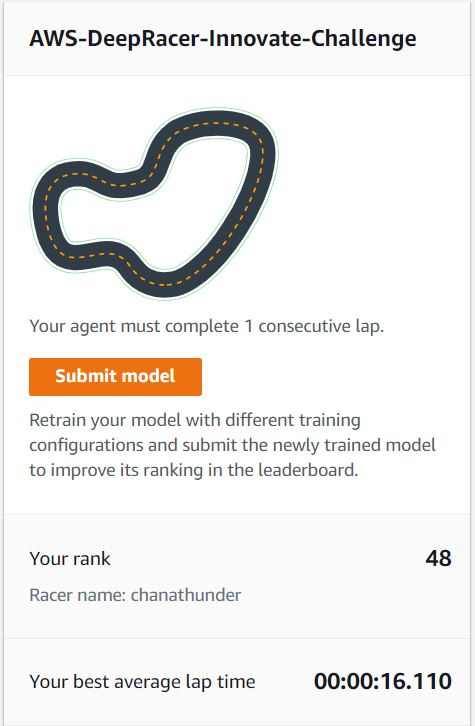 AWS-DeepRacer-Innovate-Challenge
Your agent must complete 1 consecutive lap.
Submit model
Retrain your model with different training
configurations and submit the newly trained model
to improve its ranking in the leaderboard.
Your rank 48
Racer name: chanathunder
Your best average lap time 00:00:16.110